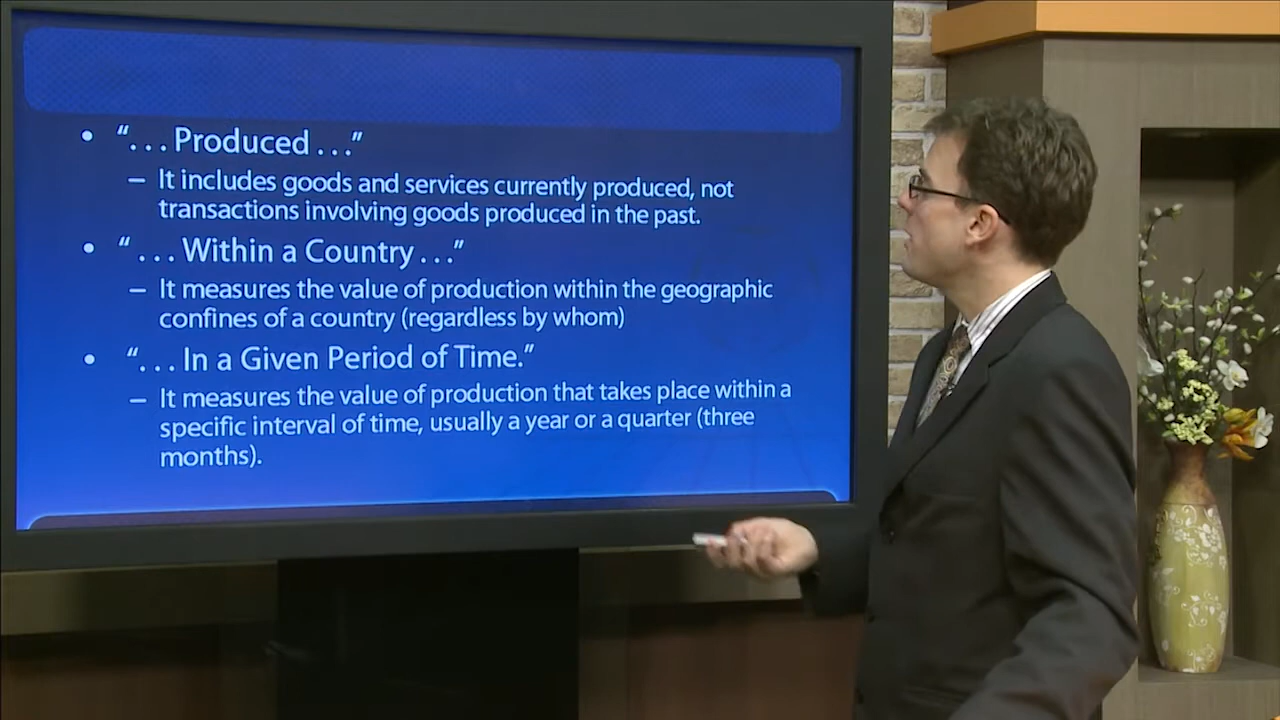 • “. . . Produced . . .”
– It includes goods and services currently produced, not
transactions involving goods produced in the past.
• “. . . Within a Country . . .”
– It measures the value of production within the geographic
confines of a country (regardless by whom)
• “. . . In a Given Period of Time.”
– It measures the value of production that takes place within a
specific interval of time, usually a year or a quarter (three
months).